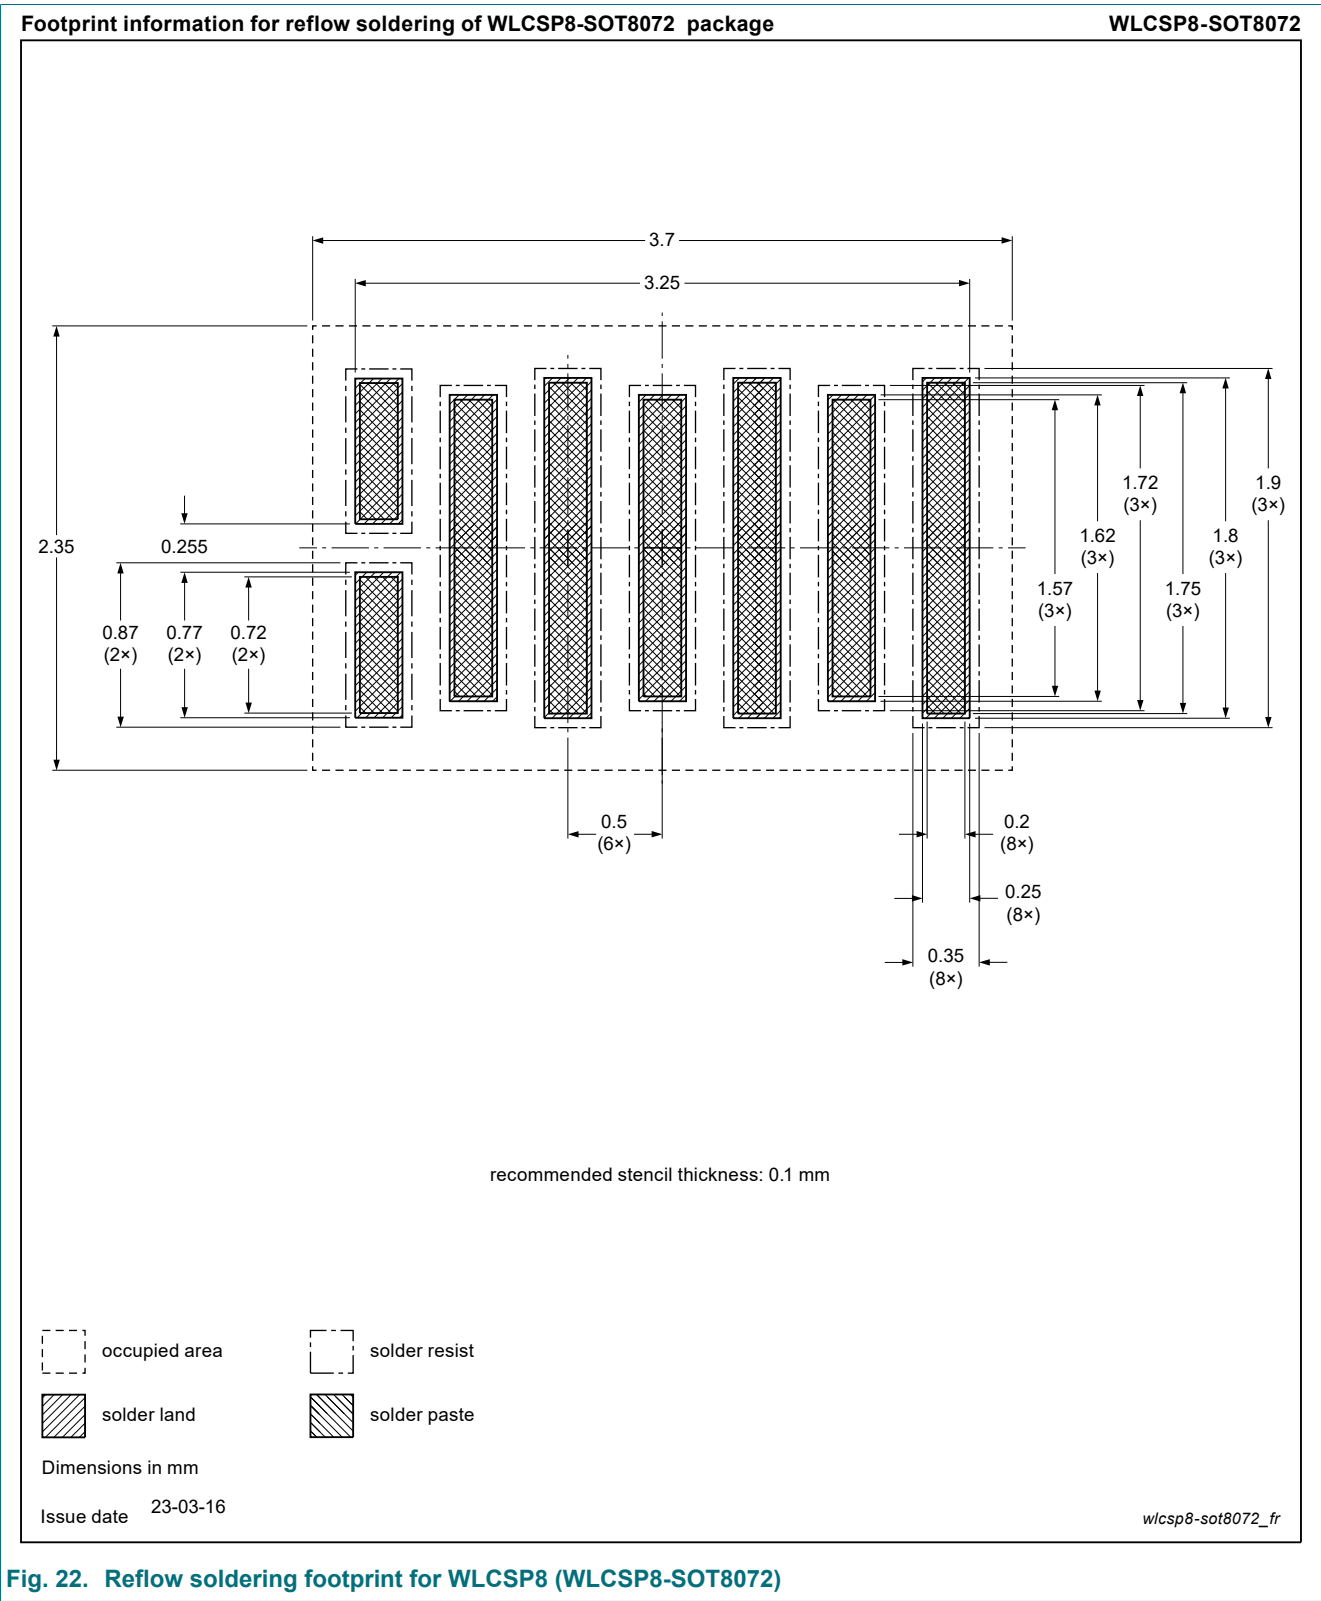 Footprint information for reflow soldering of WLCSP8-SOT8072 package
WLCSP8-SOT8072
3.7
3.25
2.35
0.255
0.87
(2×)
0.77
(2×)
0.72
(2×)
1.57
(3×)
1.62
(3×)
1.72
(3×)
1.75
(3×)
1.8
(3×)
1.9
(3×)
0.5
(6×)
0.2
(8×)
0.25
(8×)
0.35
(8×)
recommended stencil thickness: 0.1 mm
occupied area
solder resist
solder land
solder paste
Dimensions in mm
Issue date 23-03-16
wlcsp8-sot8072_fr
Fig. 22. Reflow soldering footprint for WLCSP8 (WLCSP8-SOT8072)